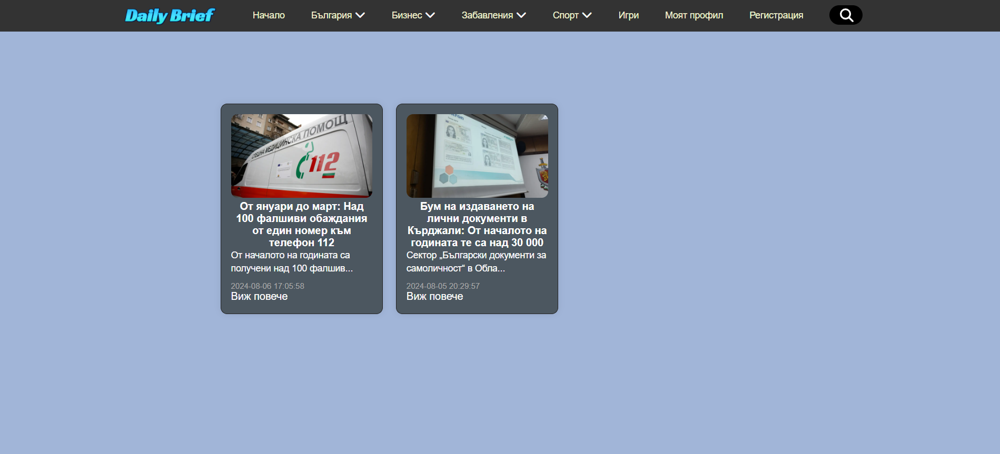 Daily Brief
Начало
България
Бизнес
Забавления
Спорт
Игри
Моят профил
Регистрация
СПЕШНА МЕДИЦИНСКА ПОМОЩ
112
От януари до март: Над
100 фалшиви обаждания
от един номер към
телефон 112
От началото на годината са
получени над 100 фалшив...
2024-08-06 17:05:58
Виж повече
Бум на издаването на
лични документи в
Кърджали: От началото на
годината те са над 30 000
Сектор „Български документи за
самоличност“ в Обла...
2024-08-05 20:29:57
Виж повече